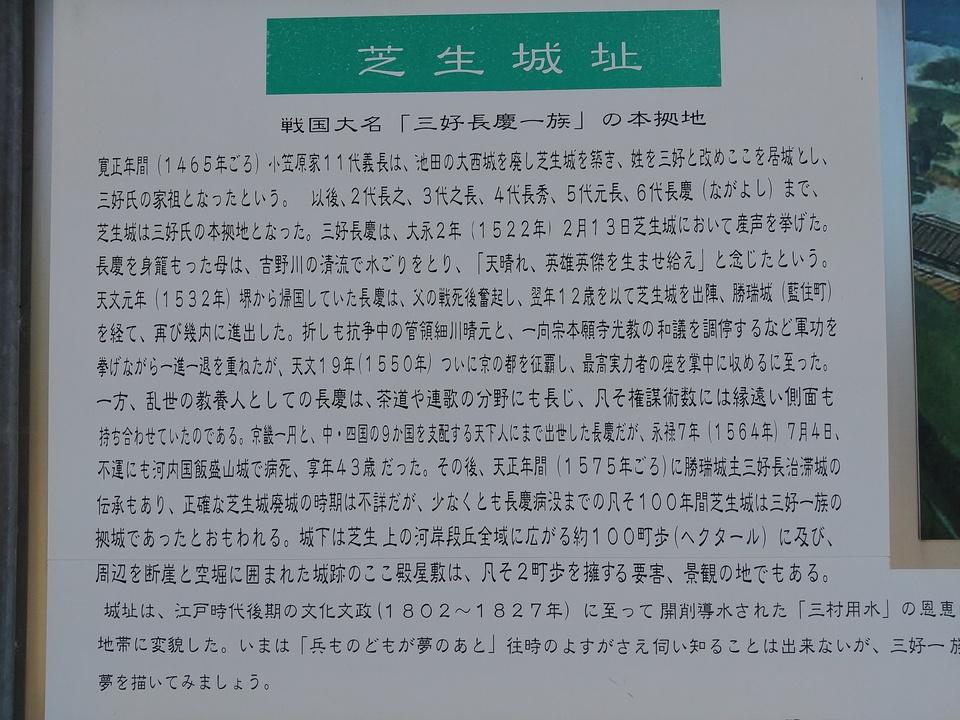 芝生城址
戦国大名「三好長慶一族」の本拠地
寛正年間（1465年ごろ）小笠原家11代義長は、池田の大西城を廃し芝生城を築き、姓を三好と改めここを居城とし、
三好氏の家祖となったという。　以後、2代長之、3代之長、4代長秀、5代元長、6代長慶（ながよし）まで、
芝生城は三好氏の本拠地となった。三好長慶は、大永2年（1522年）2月13日芝生城において産声を挙げた。
長慶を身籠もった母は、吉野川の清流で水ごりをとり、「天晴れ、英雄英傑を生ませ給え」と念じたという。
天文元年（1532年）堺から帰国していた長慶は、父の戦死後奮起し、翌年12歳を以て芝生城を出陣、勝瑞城（藍住町）
を経て、再び幾内に進出した。折しも抗争中の管領細川晴元と、一向宗本願寺光教の和議を調停するなど軍功を
挙げながら一進一退を重ねたが、天文19年（1550年）ついに京の都を征覇し、最高実力者の座を掌中に収めるに至った。
一方、乱世の教養人としての長慶は、茶道や連歌の分野にも長じ、凡そ権謀術数には縁遠い側面も
持ち合わせていたのである。京畿一円と、中・四国の9か国を支配する天下人にまで出世した長慶だが、永禄7年（1564年）7月4日、
不運にも河内国飯盛山城で病死、享年43歳だった。その後、天正年間（1575年ごろ）に勝瑞城主三好長治滞城の
伝承もあり、正確な芝生城廃城の時期は不詳だが、少なくとも長慶病没までの凡そ100年間芝生城は三好一族の
拠城であったとおもわれる。城下は芝生上の河岸段丘全域に広がる約100町歩（ヘクタール）に及び、
周辺を断崖と空堀に囲まれた城跡のここ殿屋敷は、凡そ2町歩を擁する要害、景観の地でもある。
城址は、江戸時代後期の文化文政（1802～1827年）に至って開削導水された「三村用水」の恩恵
地帯に変貌した。いまは「兵ものどもが夢のあと」往時のよすがさえ伺い知ることは出来ないが、三好一族
夢を描いてみましょう。